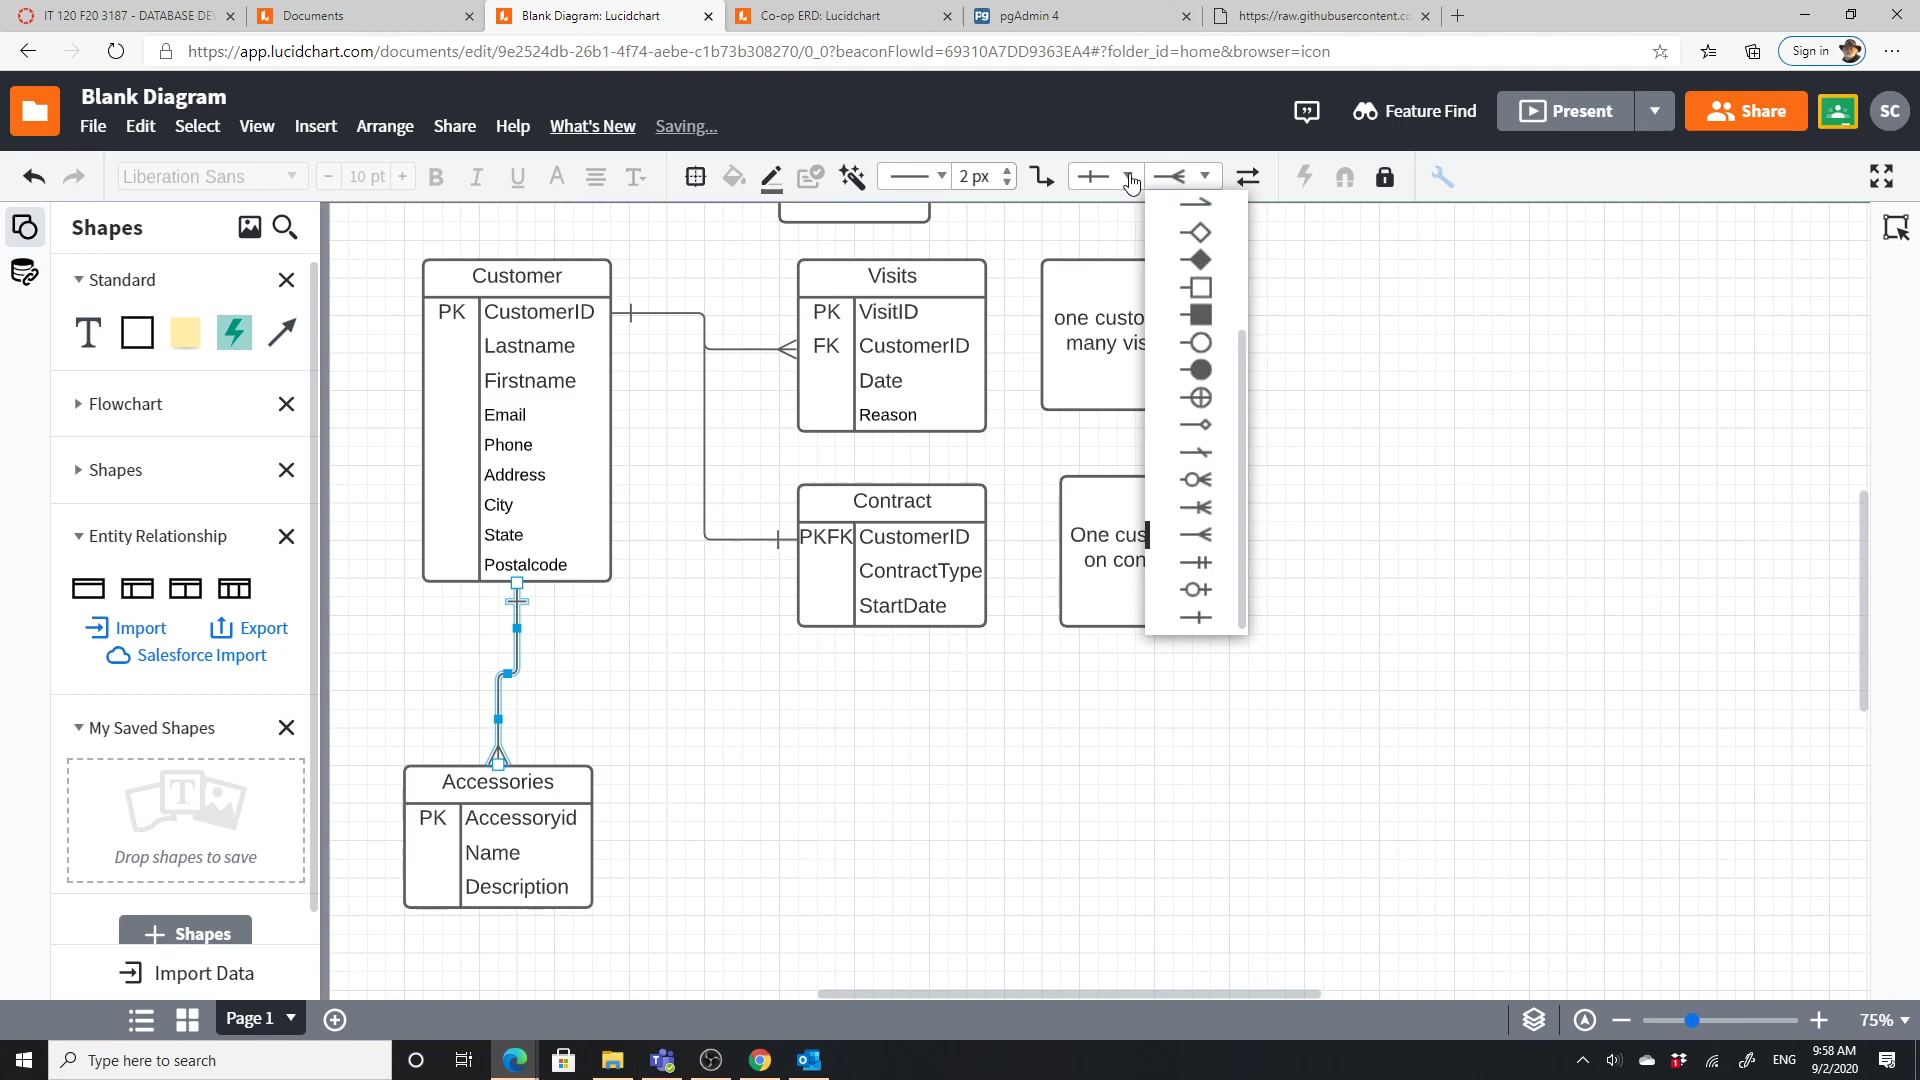 IT 120 F20 3187 - DATABASE DE
Documents
Blank Diagram: Lucidchart
Co-op ERD: Lucidchart
pgAdmin 4
https://raw.githubusercontent.cc
https://app.lucidchart.com/documents/edit/9e2524db-26b1-4f74-aebe-c1b73b308270/0_0?beaconFlowId=69310A7DD9363EA4#?folder_id=home&browser=icon
Sign in
Blank Diagram
File Edit Select View Insert Arrange Share Help What's New Saving...
Feature Find
Present
Share
SC
Liberation Sans
- 10 pt +
B I U A T
2 px
Shapes
Standard
T
Flowchart
Shapes
Entity Relationship
Import
Export
Salesforce Import
My Saved Shapes
T
Drop shapes to save
+ Shapes
Import Data
Customer
PK CustomerID
Lastname
Firstname
Email
Phone
Address
City
State
Postalcode
Visits
PK VisitID
FK CustomerID
Date
Reason
one custo
many vis
Contract
PKFK CustomerID
ContractType
StartDate
One cus
on con
Accessories
PK Accessoryid
Name
Description
Page 1
75%
Type here to search
ENG
9:58 AM
9/2/2020